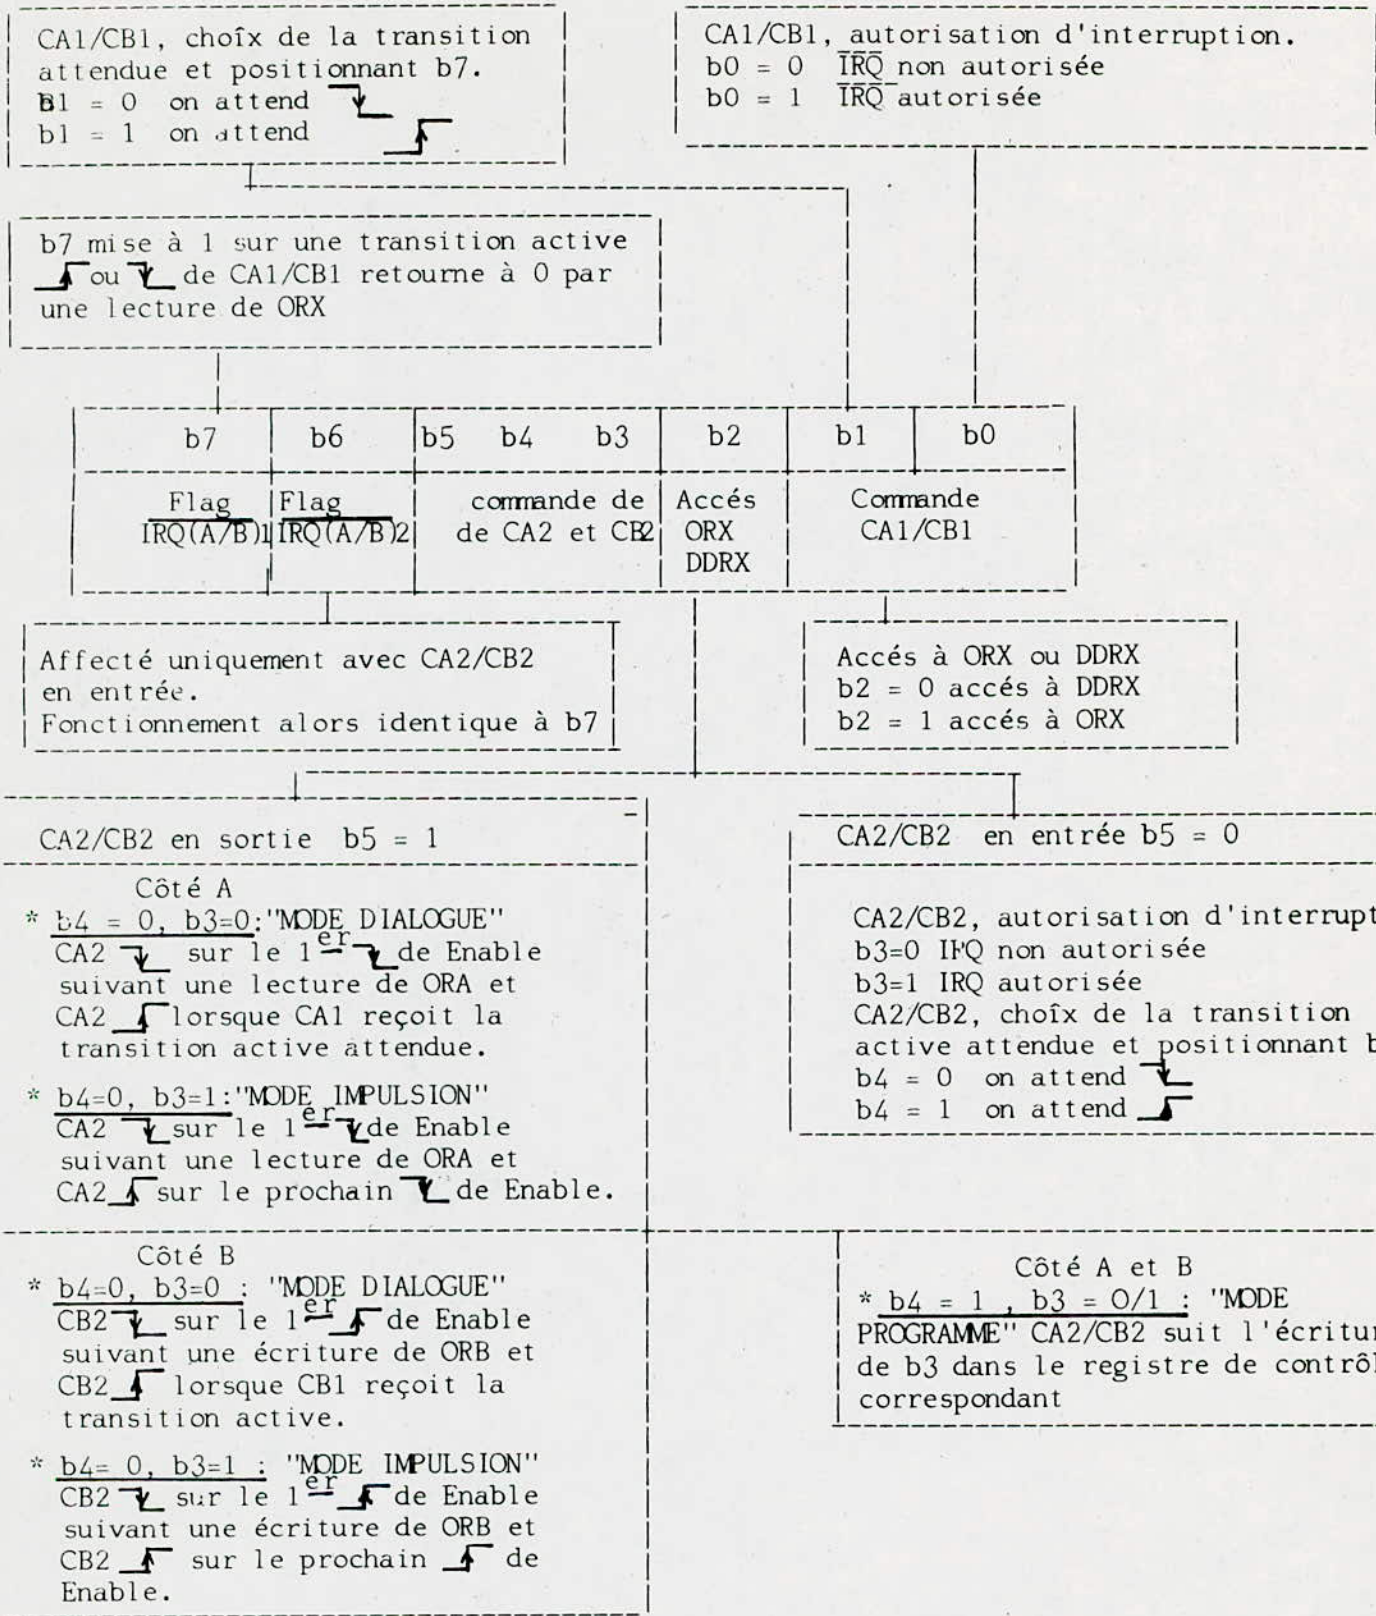 CA1/CB1, choîx de la transition
attendue et positionnant b7.
B1 = 0 on attend
b1 = 1 on attend
CA1/CB1, autorisation d'interruption.
b0 = 0 IRQ non autorisée
b0 = 1 IRQ autorisée
b7 mise à 1 sur une transition active
ou de CA1/CB1 retourne à 0 par
une lecture de ORX
b7 b6 b5 b4 b3 b2 b1 b0
Flag Flag commande de Accés Commande
IRQ(A/B)1 IRQ(A/B)2 de CA2 et CB2 ORX CA1/CB1
DDRX
Affecté uniquement avec CA2/CB2
en entrée.
Fonctionnement alors identique à b7
Accés à ORX ou DDRX
b2 = 0 accés à DDRX
b2 = 1 accés à ORX
CA2/CB2 en sortie b5 = 1
Côté A
* b4 = 0, b3=0:"MODE DIALOGUE"
CA2 sur le 1er de Enable
suivant une lecture de ORA et
CA2 lorsque CA1 reçoit la
transition active attendue.
* b4=0, b3=1:"MODE IMPULSION"
CA2 sur le 1er de Enable
suivant une lecture de ORA et
CA2 sur le prochain de Enable.
Côté B
* b4=0, b3=0 : "MODE DIALOGUE"
CB2 sur le 1er de Enable
suivant une écriture de ORB et
CB2 lorsque CB1 reçoit la
transition active.
* b4= 0, b3=1 : "MODE IMPULSION"
CB2 sur le 1er de Enable
suivant une écriture de ORB et
CB2 sur le prochain de
Enable.
CA2/CB2 en entrée b5 = 0
CA2/CB2, autorisation d'interrupt
b3=0 IRQ non autorisée
b3=1 IRQ autorisée
CA2/CB2, choîx de la transition
active attendue et positionnant b
b4 = 0 on attend
b4 = 1 on attend
Côté A et B
* b4 = 1 , b3 = 0/1 : "MODE
PROGRAMME" CA2/CB2 suit l'écritur
de b3 dans le registre de contrôl
correspondant